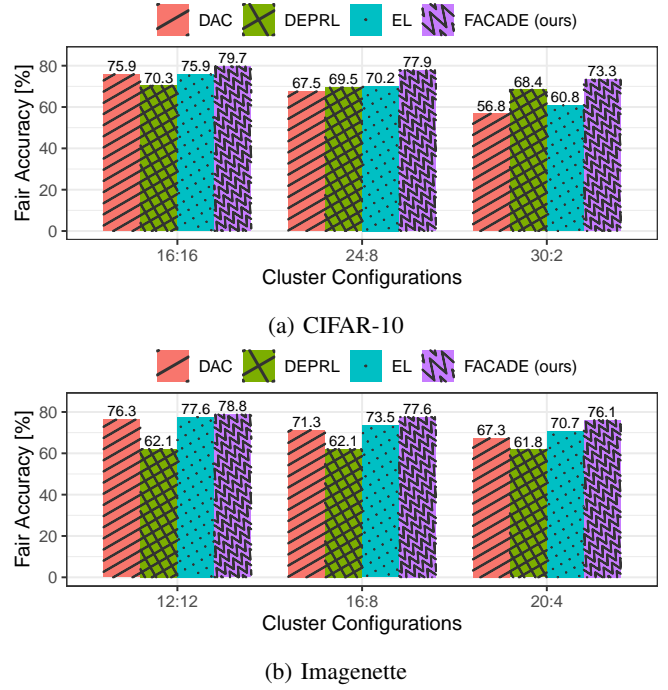 DAC DEPRL EL FACADE (ours)
Fair Accuracy [%]
80
60
40
20
0
75.9 70.3 75.9 79.7 67.5 69.5 70.2 77.9 56.8 68.4 60.8 73.3
16:16 24:8 30:2
Cluster Configurations
(a) CIFAR-10
DAC DEPRL EL FACADE (ours)
Fair Accuracy [%]
80
60
40
20
0
76.3 62.1 77.6 78.8 71.3 62.1 73.5 77.6 67.3 61.8 70.7 76.1
12:12 16:8 20:4
Cluster Configurations
(b) Imagenette